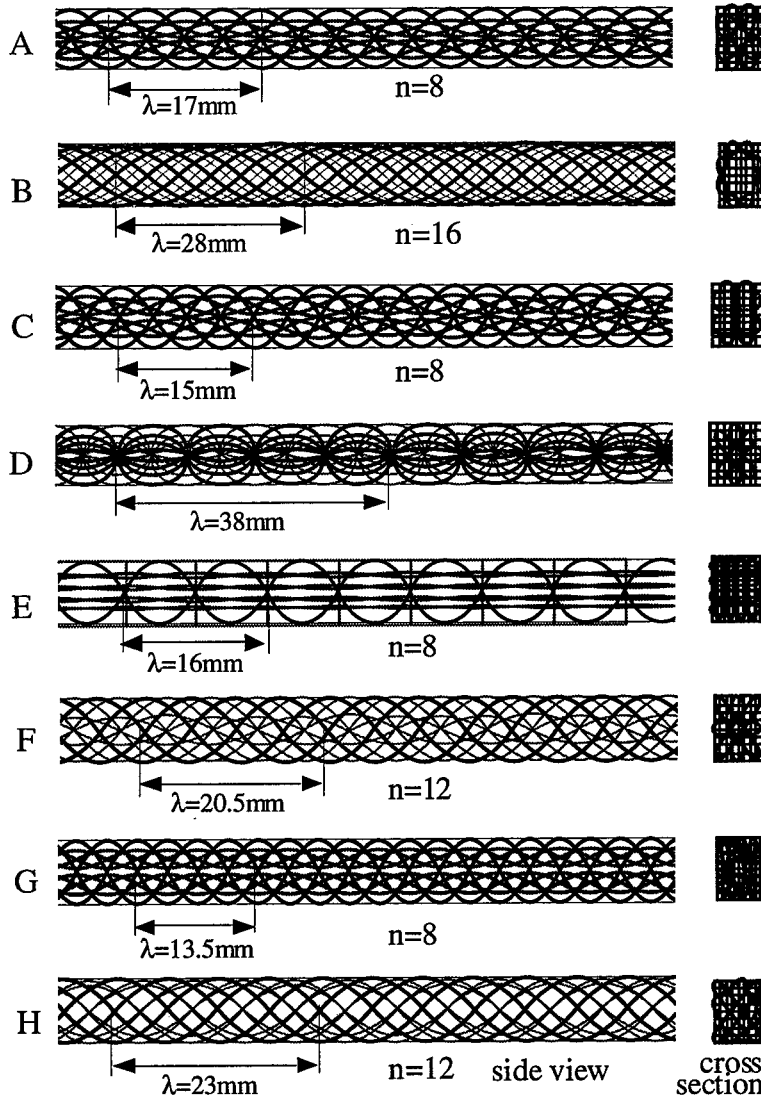 A
λ=17mm n=8
B
λ=28mm n=16
C
λ=15mm n=8
D
λ=38mm
E
λ=16mm n=8
F
λ=20.5mm n=12
G
λ=13.5mm n=8
H
λ=23mm n=12 side view cross section